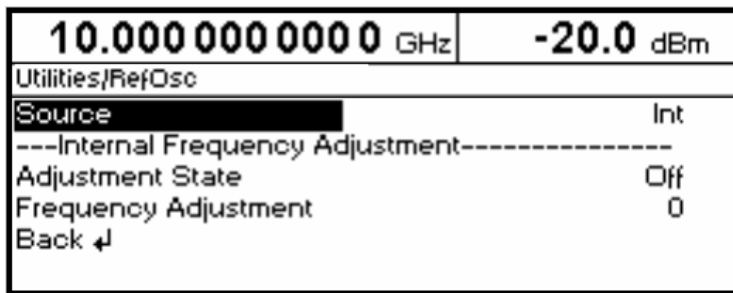 10.000 000 000 0 GHz -20.0 dBm
Utilities/RefOsc
Source Int
---Internal Frequency Adjustment---------------
Adjustment State Off
Frequency Adjustment 0
Back ↲